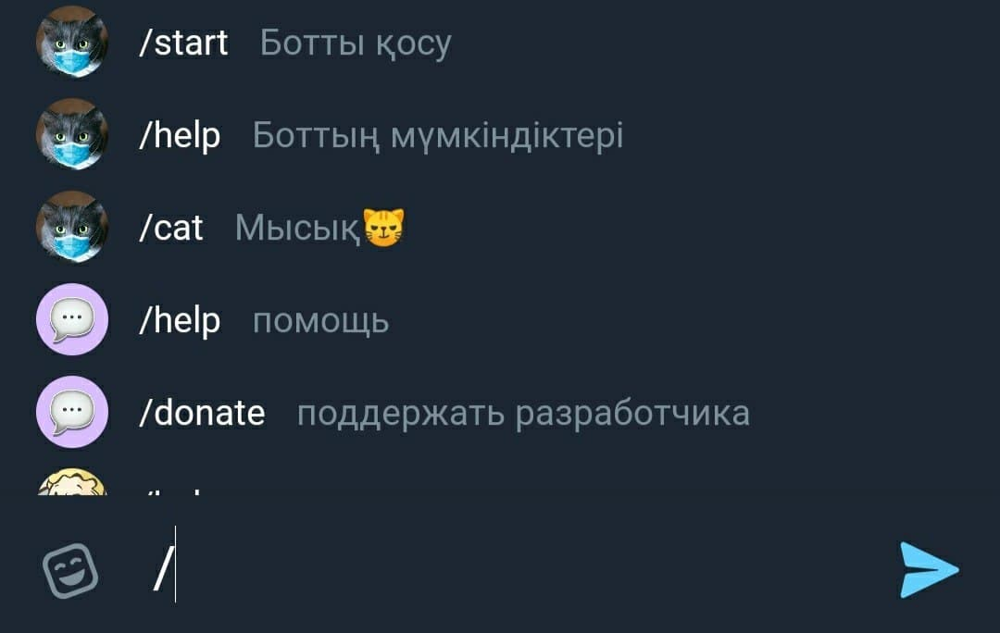 /start Ботты қосу
/help Боттың мүмкіндіктері
/cat Мысық😼
/help помощь
/donate поддержать разработчика
/